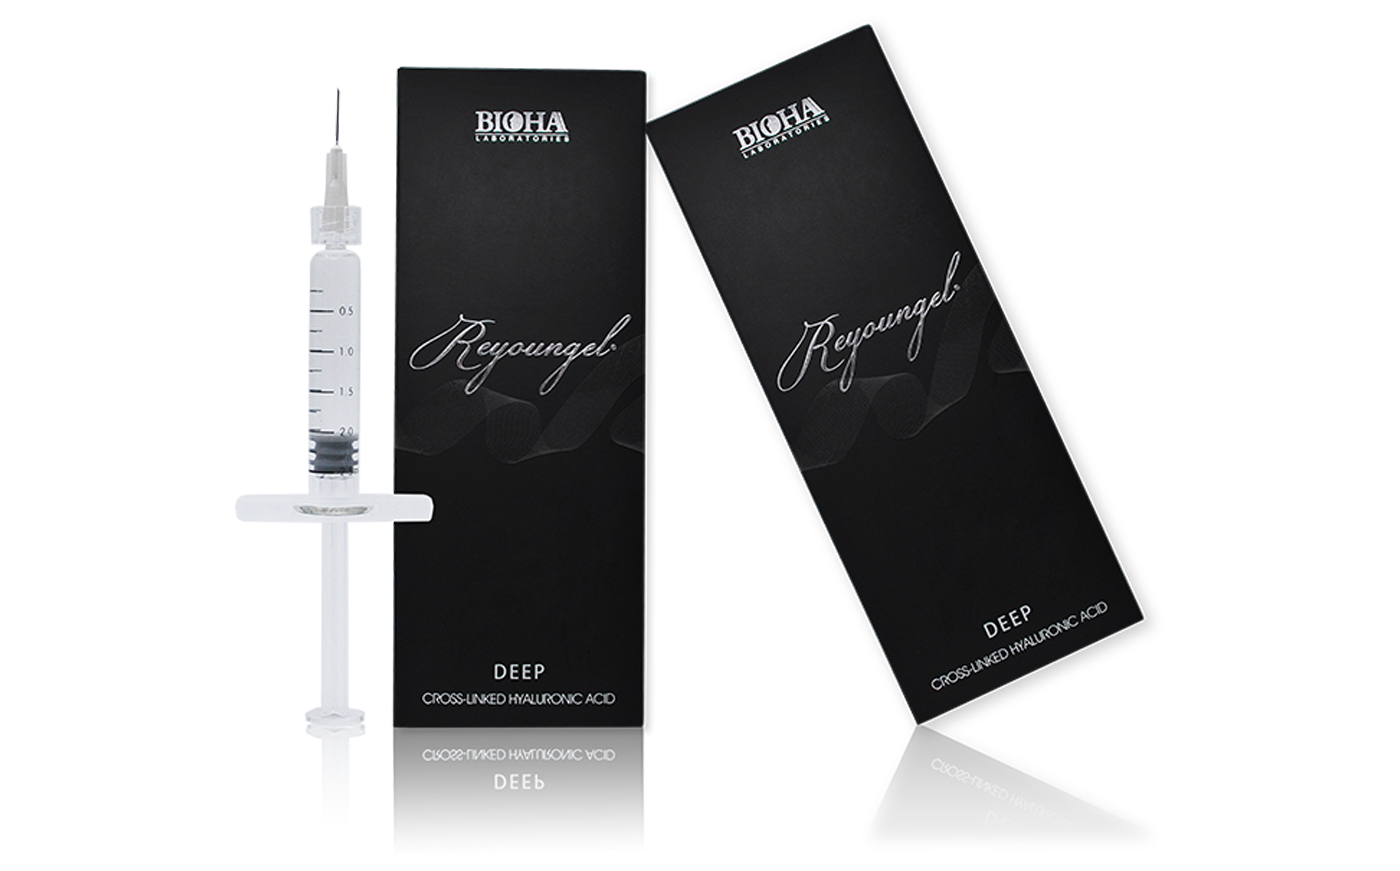 0.5
1.0
1.5
2.0
BIOHA
LABORATORIES
Reyoungel
DEEP
CROSS-LINKED HYALURONIC ACID
BIOHA
LABORATORIES
Reyoungel
DEEP
CROSS-LINKED HYALURONIC ACID